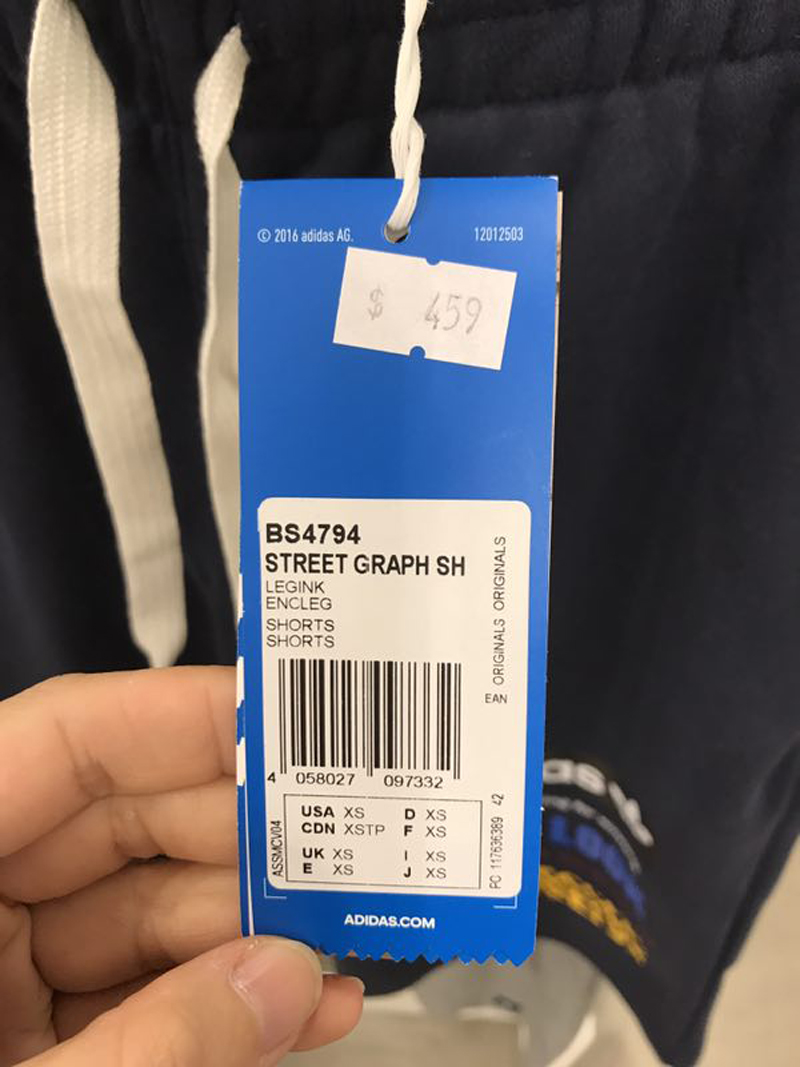 © 2016 adidas AG.
12012503
$ 459
BS4794
STREET GRAPH SH
LEGINK
ENCLEG
SHORTS
SHORTS
ORIGINALS ORIGINALS
EAN
4 058027 097332
ASSMCV04
USA XS D XS
CDN XSTP F XS
UK XS I XS
E XS J XS
PC 117636389 42
ADIDAS.COM